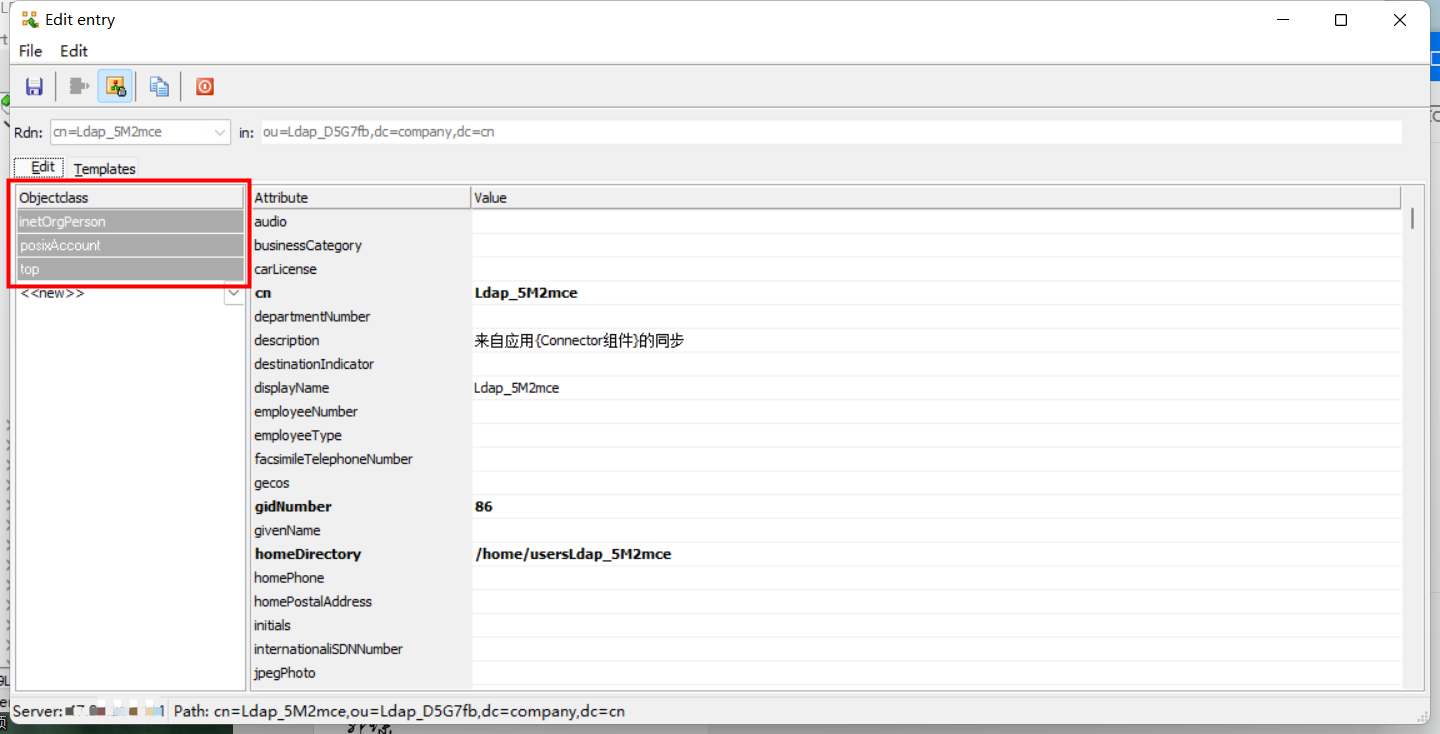 Edit entry
File Edit
Rdn: cn=Ldap_5M2mce in: ou=Ldap_D5G7fb,dc=company,dc=cn
Edit Templates
Objectclass Attribute Value
inetOrgPerson audio
posixAccount businessCategory
top carLicense
<<new>> cn Ldap_5M2mce
departmentNumber
description 来自应用{Connector组件}的同步
destinationIndicator
displayName Ldap_5M2mce
employeeNumber
employeeType
facsimileTelephoneNumber
gecos
gidNumber 86
givenName
homeDirectory /home/usersLdap_5M2mce
homePhone
homePostalAddress
initials
internationaliSDNNumber
jpegPhoto
Server: Path: cn=Ldap_5M2mce,ou=Ldap_D5G7fb,dc=company,dc=cn